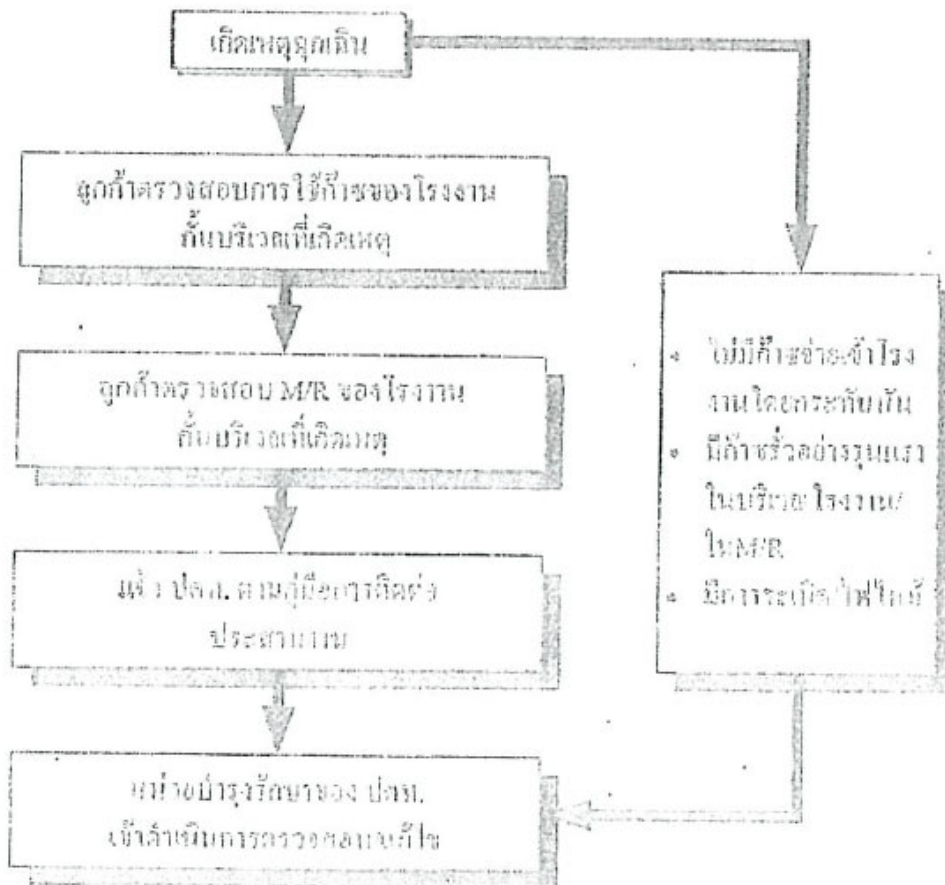 เกิดเหตุฉุกเฉิน
ลูกค้าตรวจสอบการใช้ก๊าซของโรงงาน
กั้นบริเวณที่เกิดเหตุ
ลูกค้าตรวจสอบ M/R ของโรงงาน
กั้นบริเวณที่เกิดเหตุ
แจ้ง ปตท. ตามคู่มือการติดต่อ
ประสานงาน
หน่วยบำรุงรักษาของ ปตท.
เข้าดำเนินการตรวจสอบแก้ไข
• ไม่มีก๊าซจ่ายเข้าโรง
งานโดยกระทันหัน
• มีก๊าซรั่วอย่างรุนแรง
ในบริเวณโรงงาน/
ในM/R
• มีการระเบิด/ไฟไหม้